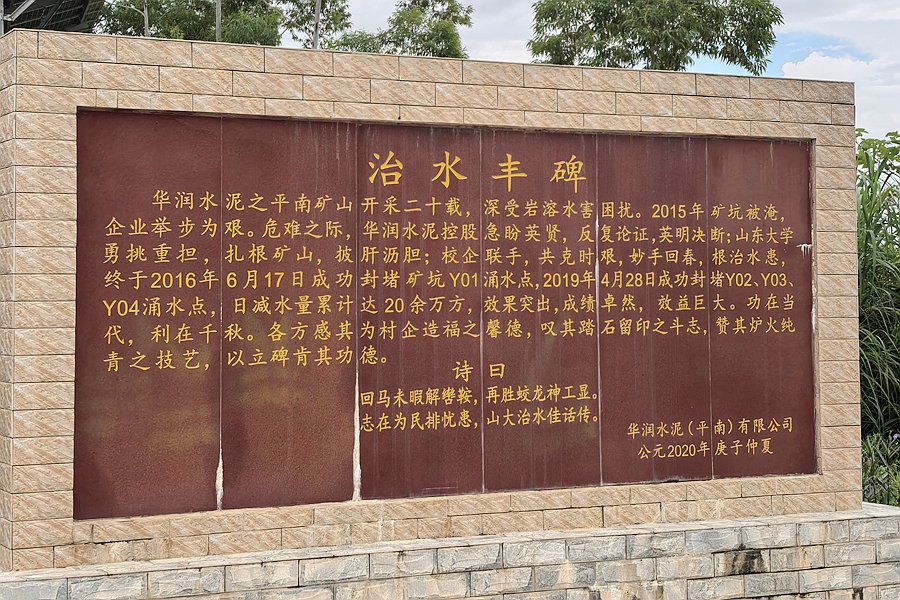 治水丰碑
华润水泥之平南矿山开采二十载，深受岩溶水害困扰。2015年矿坑被淹，
企业举步为艰。危难之际，华润水泥控股急盼英贤，反复论证，英明决断；山东大学
勇挑重担，扎根矿山，披肝沥胆；校企联手，共克时艰，妙手回春，根治水患，
终于2016年6月17日成功封堵矿坑Y01涌水点，2019年4月28日成功封堵Y02、Y03、
Y04涌水点，日减水量累计达20余万方，效果突出，成绩卓然，效益巨大。功在当
代，利在千秋。各方感其为村企造福之馨德，叹其踏石留印之斗志，赞其炉火纯
青之技艺，以立碑肯其功德。
诗曰
回马未暇解辔鞍，再胜蛟龙神工显。
志在为民排忧患，山大治水佳话传。
华润水泥（平南）有限公司
公元2020年庚子仲夏